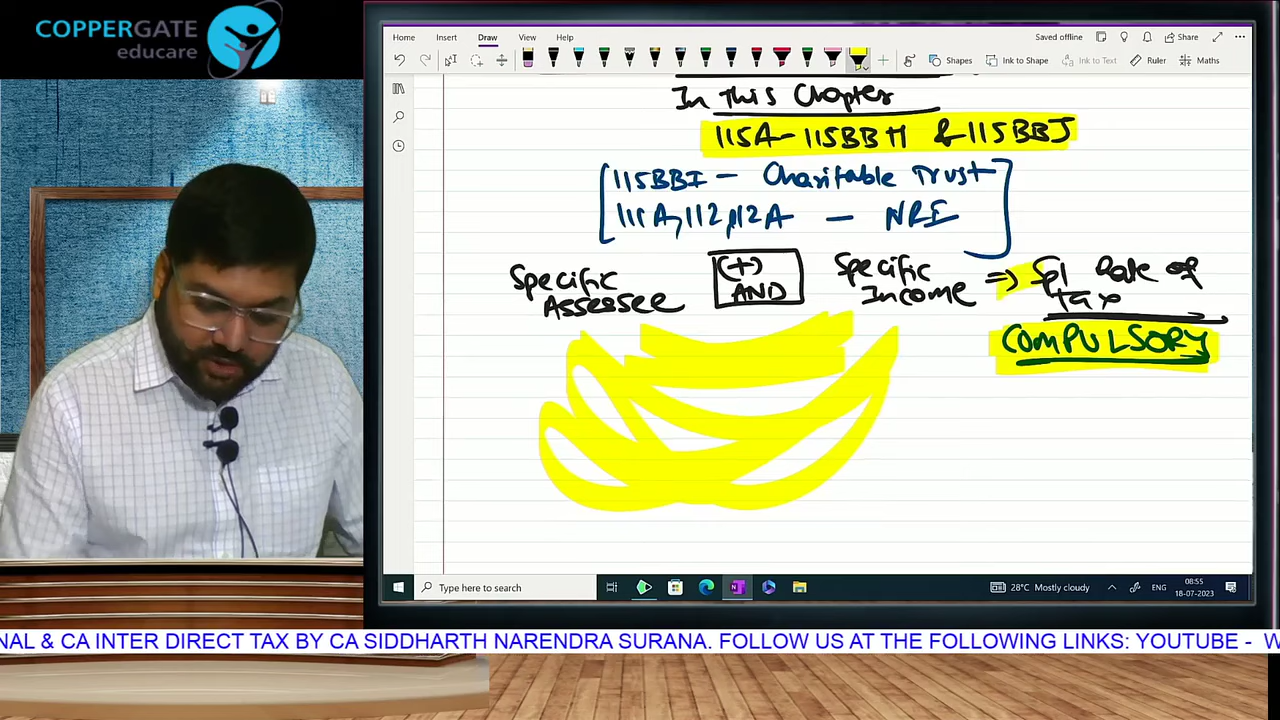 COPPERGATE
educare
Home Insert Draw View Help
Saved offline
Share
Shapes
Ink to Shape
Ink to Text
Ruler
Maths
In This Chapter
115A-115BBH & 115BBJ
115BBI - Charitable Trust
111A, 112, 112A - NRI
Specific Assessee
(+) AND
Specific Income
⇒ Spl Rate of Tax
COMPULSORY
Type here to search
28°C Mostly cloudy
ENG
08:55
18-07-2023
NAL & CA INTER DIRECT TAX BY CA SIDDHARTH NARENDRA SURANA. FOLLOW US AT THE FOLLOWING LINKS: YOUTUBE - W